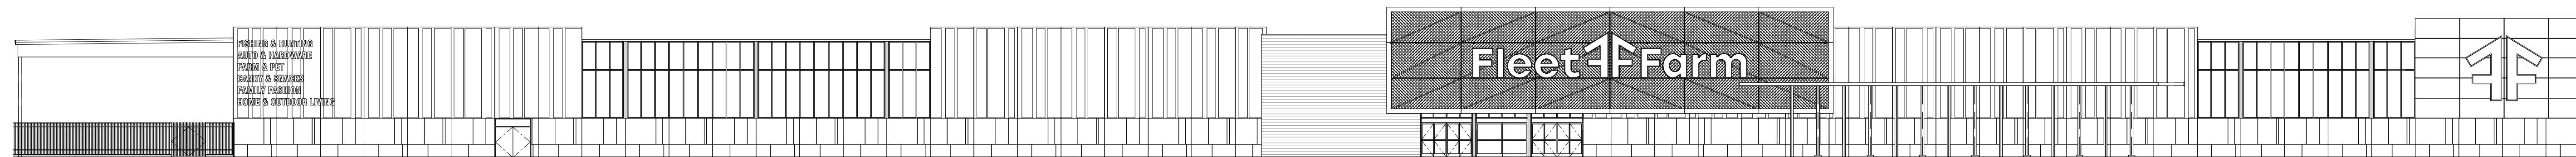 FISHING & HUNTING
AUTO & HARDWARE
FARM & PET
CANDY & SNACKS
FAMILY FASHION
HOME & OUTDOOR LIVING
Fleet Farm